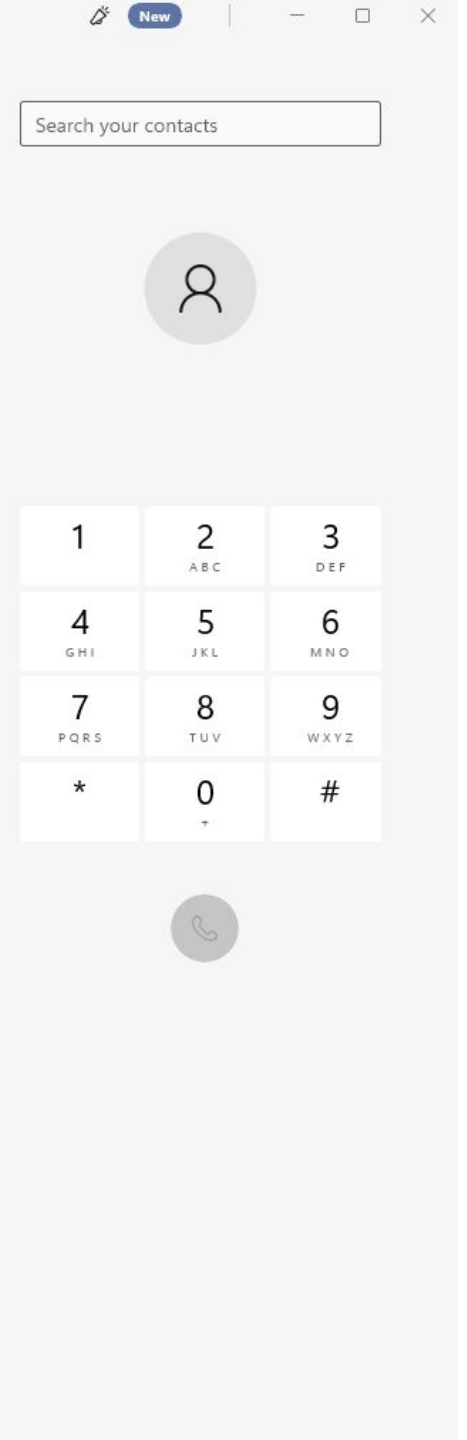 New
Search your contacts
1 2 3
ABC DEF
4 5 6
GHI JKL MNO
7 8 9
PQRS TUV WXYZ
* 0 #
+